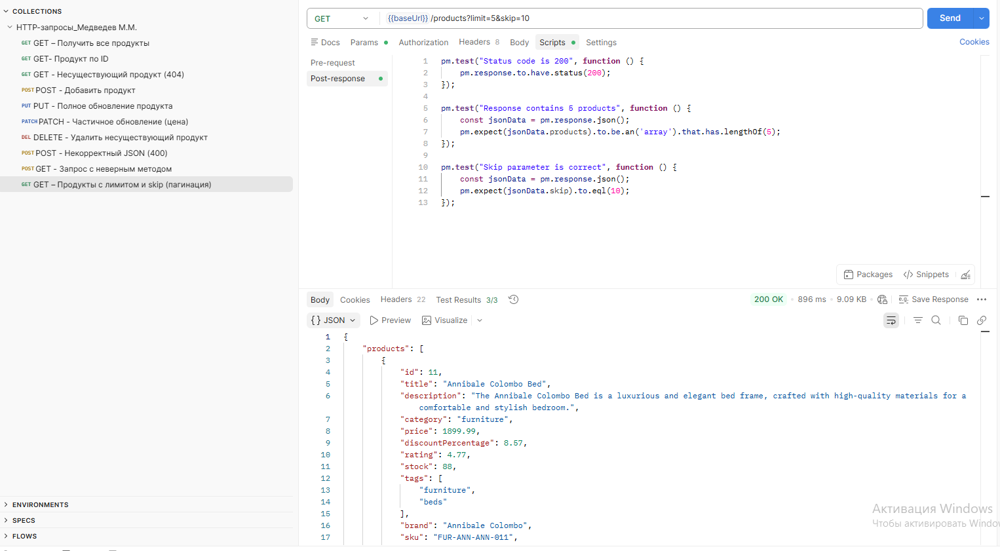 COLLECTIONS
HTTP-запросы_Медведев М.М.
GET GET – Получить все продукты
GET GET- Продукт по ID
GET GET - Несуществующий продукт (404)
POST POST - Добавить продукт
PUT PUT - Полное обновление продукта
PATCH PATCH - Частичное обновление (цена)
DEL DELETE - Удалить несуществующий продукт
POST POST - Некорректный JSON (400)
POST GET - Запрос с неверным методом
GET GET – Продукты с лимитом и skip (пагинация)
ENVIRONMENTS
SPECS
FLOWS
GET {{baseUrl}} /products?limit=5&skip=10 Send
Docs Params Authorization Headers 8 Body Scripts Settings Cookies
Pre-request
Post-response
1 pm.test("Status code is 200", function () {
2 pm.response.to.have.status(200);
3 });
4
5 pm.test("Response contains 5 products", function () {
6 const jsonData = pm.response.json();
7 pm.expect(jsonData.products).to.be.an('array').that.has.lengthOf(5);
8 });
9
10 pm.test("Skip parameter is correct", function () {
11 const jsonData = pm.response.json();
12 pm.expect(jsonData.skip).to.eql(10);
13 });
Packages </> Snippets
Body Cookies Headers 22 Test Results 3/3 200 OK • 896 ms • 9.09 KB • e.g. Save Response
{} JSON Preview Visualize
1 {
2 "products": [
3 {
4 "id": 11,
5 "title": "Annibale Colombo Bed",
6 "description": "The Annibale Colombo Bed is a luxurious and elegant bed frame, crafted with high-quality materials for a
comfortable and stylish bedroom.",
7 "category": "furniture",
8 "price": 1899.99,
9 "discountPercentage": 8.57,
10 "rating": 4.77,
11 "stock": 88,
12 "tags": [
13 "furniture",
14 "beds"
15 ],
16 "brand": "Annibale Colombo",
17 "sku": "FUR-ANN-ANN-011",
Активация Windows
Чтобы активировать Windo